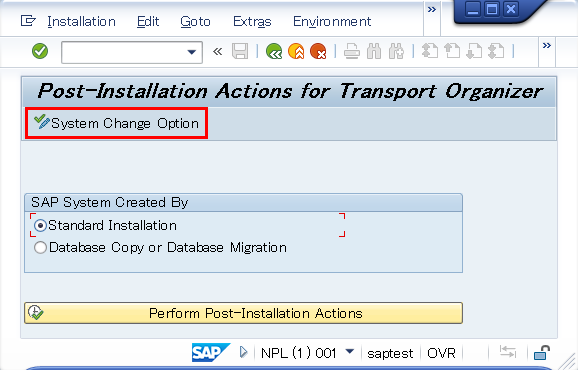 Installation Edit Goto Extras Environment »
« »
Post-Installation Actions for Transport Organizer
System Change Option
SAP System Created By
Standard Installation
Database Copy or Database Migration
Perform Post-Installation Actions
SAP NPL (1) 001 saptest OVR